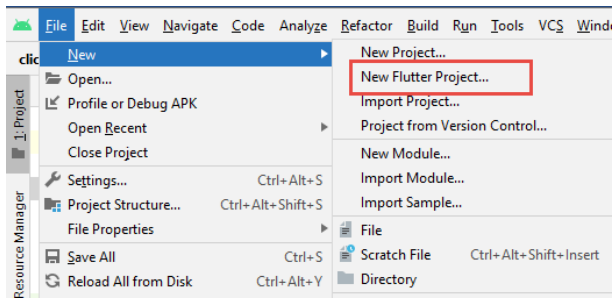 File Edit View Navigate Code Analyze Refactor Build Run Tools VCS Wind
clic
New
Open...
Profile or Debug APK
Open Recent
Close Project
Settings... Ctrl+Alt+S
Project Structure... Ctrl+Alt+Shift+S
File Properties
Save All Ctrl+S
Reload All from Disk Ctrl+Alt+Y
New Project...
New Flutter Project...
Import Project...
Project from Version Control...
New Module...
Import Module...
Import Sample...
File
Scratch File Ctrl+Alt+Shift+Insert
Directory
1: Project
Resource Manager